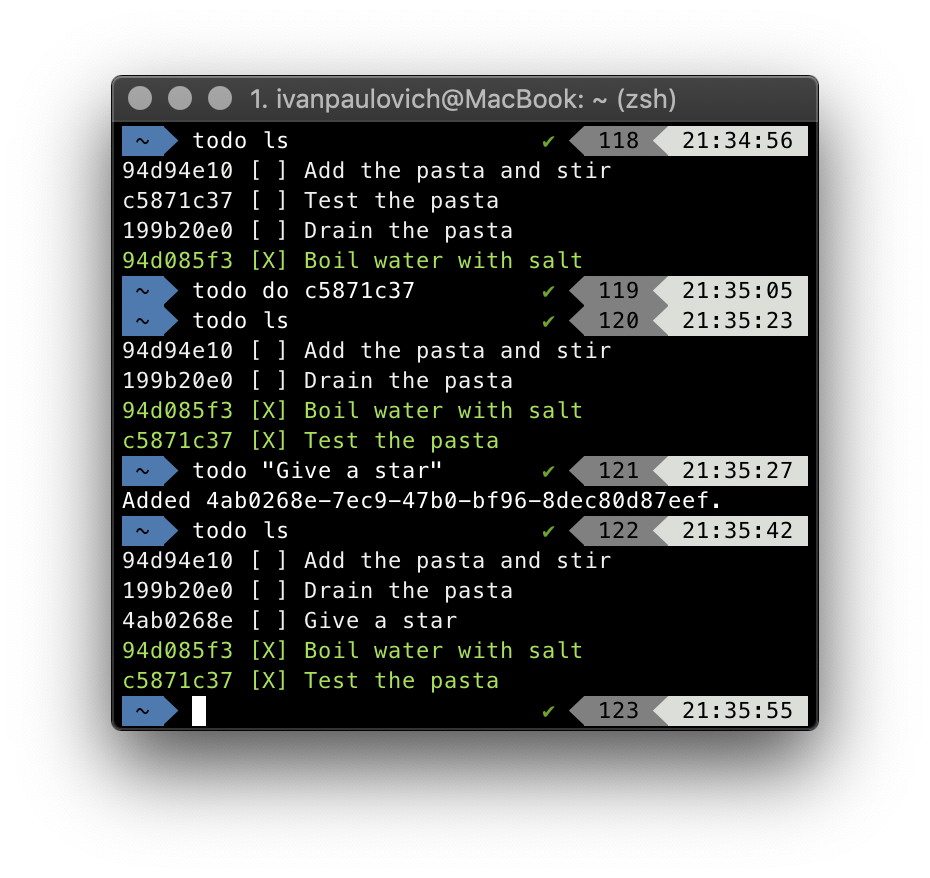 1. ivanpaulovich@MacBook: ~ (zsh)
~ todo ls ✔ 118 21:34:56
94d94e10 [ ] Add the pasta and stir
c5871c37 [ ] Test the pasta
199b20e0 [ ] Drain the pasta
94d085f3 [X] Boil water with salt
~ todo do c5871c37 ✔ 119 21:35:05
~ todo ls ✔ 120 21:35:23
94d94e10 [ ] Add the pasta and stir
199b20e0 [ ] Drain the pasta
94d085f3 [X] Boil water with salt
c5871c37 [X] Test the pasta
~ todo "Give a star" ✔ 121 21:35:27
Added 4ab0268e-7ec9-47b0-bf96-8dec80d87eef.
~ todo ls ✔ 122 21:35:42
94d94e10 [ ] Add the pasta and stir
199b20e0 [ ] Drain the pasta
4ab0268e [ ] Give a star
94d085f3 [X] Boil water with salt
c5871c37 [X] Test the pasta
~ ✔ 123 21:35:55